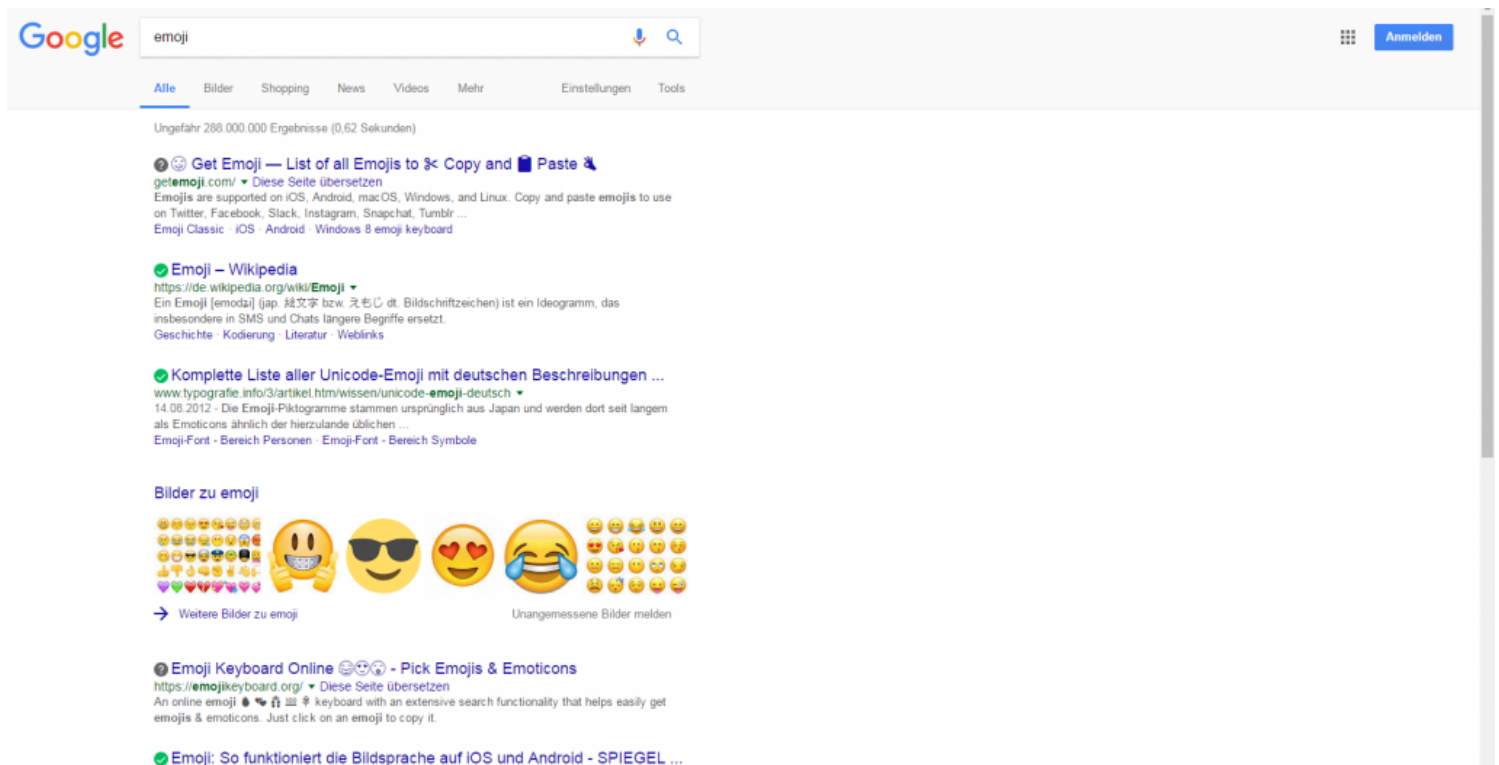 Google emoji Anmelden
Alle Bilder Shopping News Videos Mehr Einstellungen Tools
Ungefähr 288.000.000 Ergebnisse (0,62 Sekunden)
Get Emoji — List of all Emojis to ✂ Copy and 📋 Paste 👌
getemoji.com/ ▾ Diese Seite übersetzen
Emojis are supported on iOS, Android, macOS, Windows, and Linux. Copy and paste emojis to use
on Twitter, Facebook, Slack, Instagram, Snapchat, Tumblr ...
Emoji Classic · iOS · Android · Windows 8 emoji keyboard
Emoji – Wikipedia
https://de.wikipedia.org/wiki/Emoji ▾
Ein Emoji [emodʑi] (jap. 絵文字 bzw. えもじ dt. Bildschriftzeichen) ist ein Ideogramm, das
insbesondere in SMS und Chats längere Begriffe ersetzt.
Geschichte · Kodierung · Literatur · Weblinks
Komplette Liste aller Unicode-Emoji mit deutschen Beschreibungen ...
www.typografie.info/3/artikel.htm/wissen/unicode-emoji-deutsch ▾
14.08.2012 - Die Emoji-Piktogramme stammen ursprünglich aus Japan und werden dort seit langem
als Emoticons ähnlich der hierzulande üblichen ...
Emoji-Font - Bereich Personen · Emoji-Font - Bereich Symbole
Bilder zu emoji
→ Weitere Bilder zu emoji Unangemessene Bilder melden
Emoji Keyboard Online - Pick Emojis & Emoticons
https://emojikeyboard.org/ ▾ Diese Seite übersetzen
An online emoji keyboard with an extensive search functionality that helps easily get
emojis & emoticons. Just click on an emoji to copy it.
Emoji: So funktioniert die Bildsprache auf iOS und Android - SPIEGEL ...